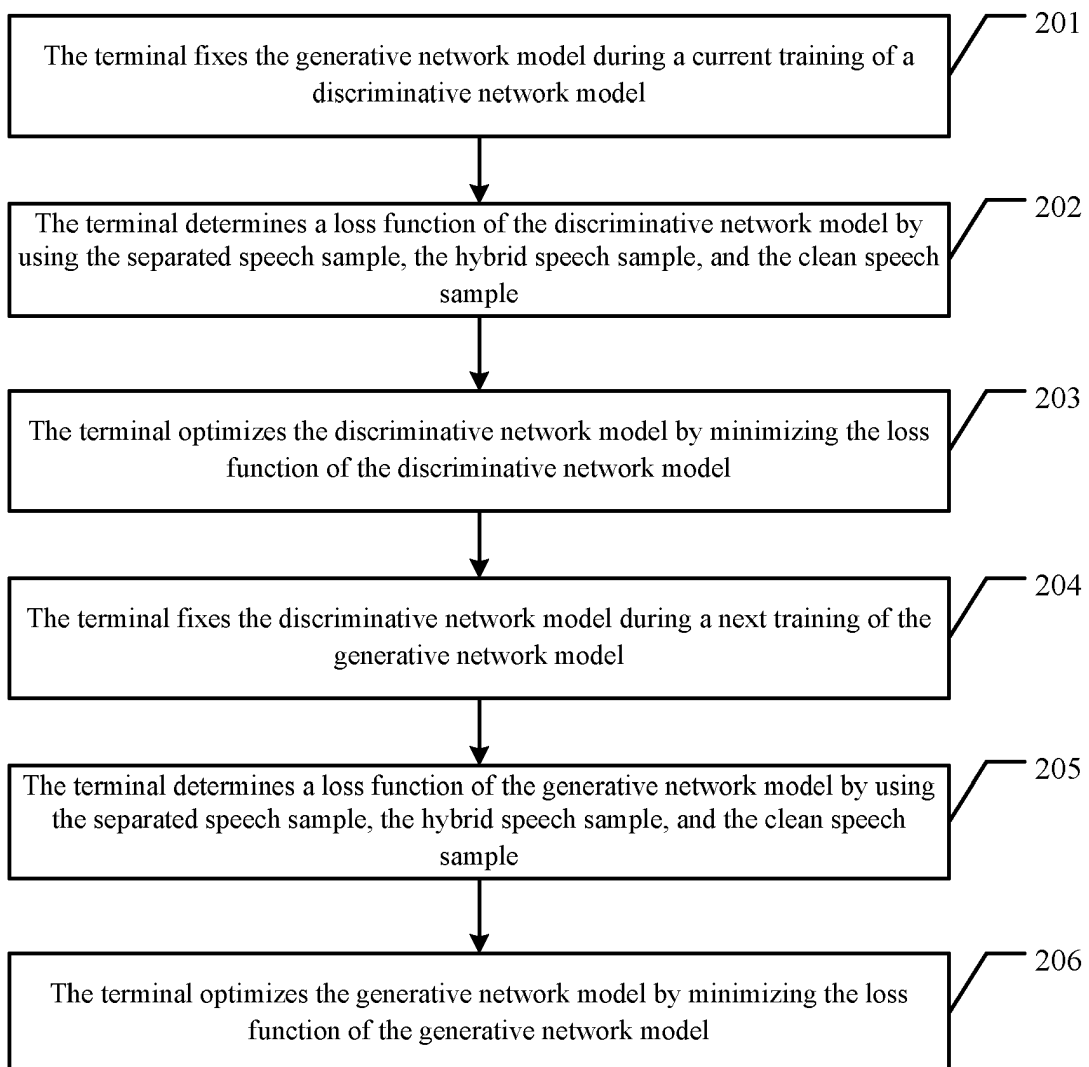 201
The terminal fixes the generative network model during a current training of a
discriminative network model
202
The terminal determines a loss function of the discriminative network model by
using the separated speech sample, the hybrid speech sample, and the clean speech
sample
203
The terminal optimizes the discriminative network model by minimizing the loss
function of the discriminative network model
204
The terminal fixes the discriminative network model during a next training of the
generative network model
205
The terminal determines a loss function of the generative network model by using
the separated speech sample, the hybrid speech sample, and the clean speech
sample
206
The terminal optimizes the generative network model by minimizing the loss
function of the generative network model